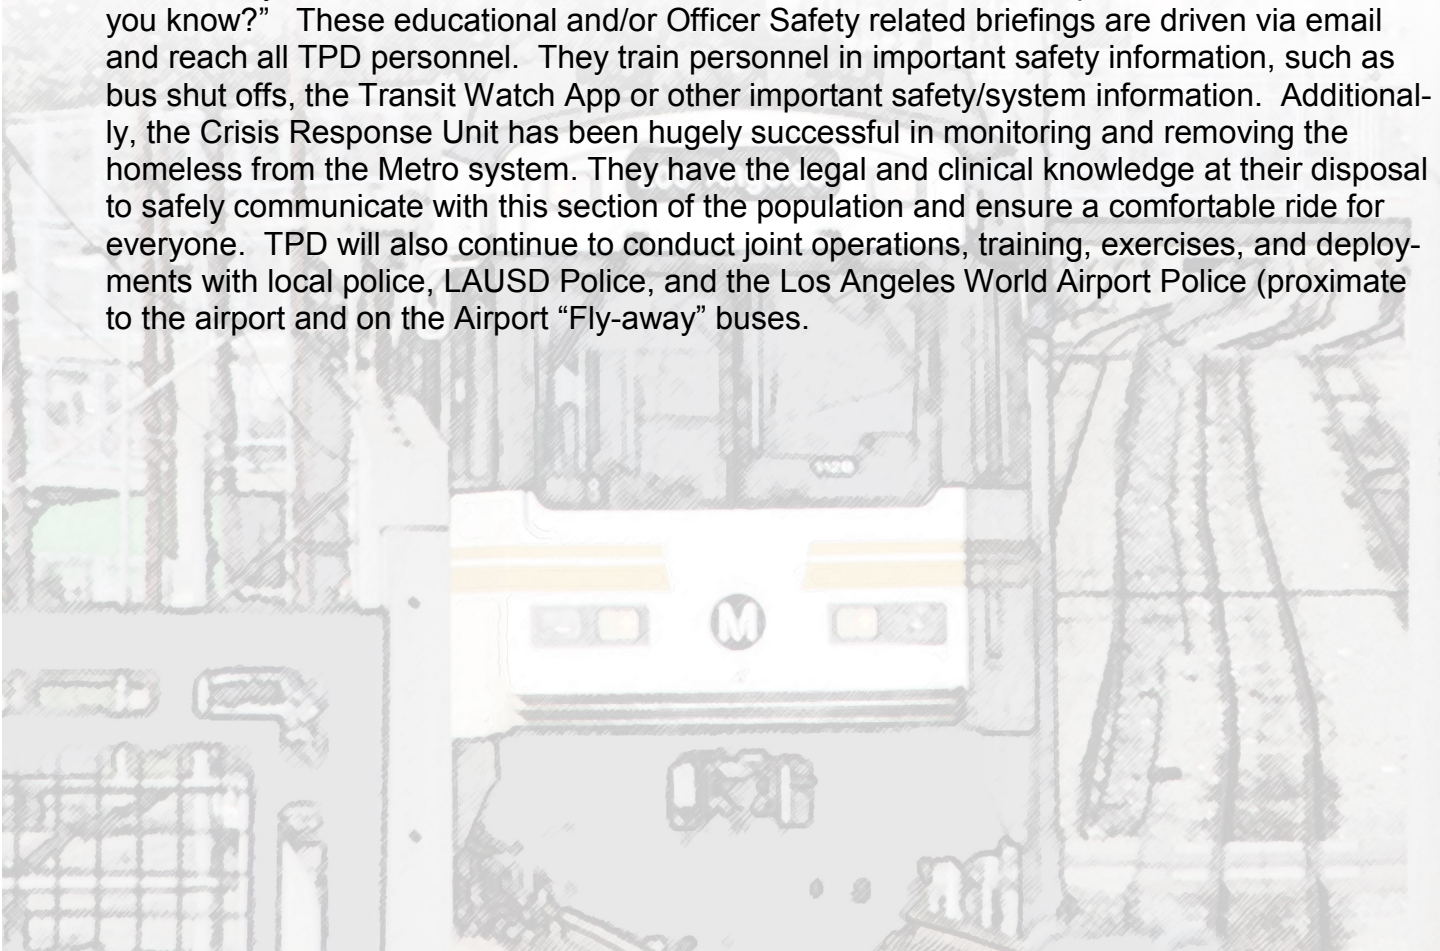 you know?”   These educational and/or Officer Safety related briefings are driven via email
and reach all TPD personnel.  They train personnel in important safety information, such as
bus shut offs, the Transit Watch App or other important safety/system information.  Additional-
ly, the Crisis Response Unit has been hugely successful in monitoring and removing the
homeless from the Metro system. They have the legal and clinical knowledge at their disposal
to safely communicate with this section of the population and ensure a comfortable ride for
everyone.  TPD will also continue to conduct joint operations, training, exercises, and deploy-
ments with local police, LAUSD Police, and the Los Angeles World Airport Police (proximate
to the airport and on the Airport “Fly-away” buses.
M